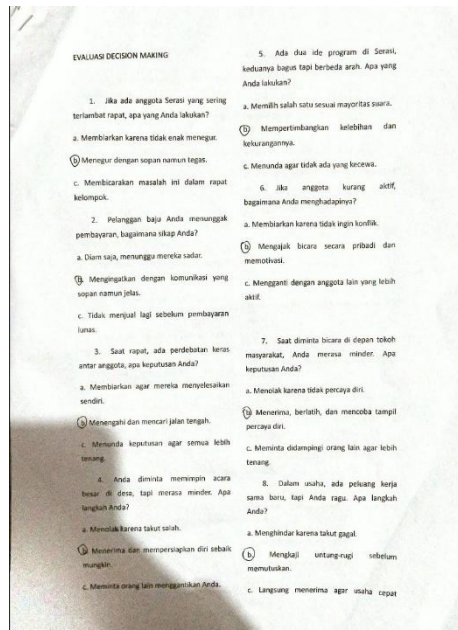 EVALUASI DECISION MAKING
1. Jika ada anggota Serasi yang sering
terlambat rapat, apa yang Anda lakukan?
a. Membiarkan karena tidak enak menegur.
b Menegur dengan sopan namun tegas.
c. Membicarakan masalah ini dalam rapat
kelompok.
2. Pelanggan baju Anda menunggak
pembayaran, bagaimana sikap Anda?
a. Diam saja, menunggu mereka sadar.
b. Mengingatkan dengan komunikasi yang
sopan namun jelas.
c. Tidak menjual lagi sebelum pembayaran
lunas.
3. Saat rapat, ada perdebatan keras
antar anggota, apa keputusan Anda?
a. Membiarkan agar mereka menyelesaikan
sendiri.
b Menengahi dan mencari jalan tengah.
c. Menunda keputusan agar semua lebih
tenang.
4. Anda diminta memimpin acara
besar di desa, tapi merasa minder. Apa
langkah Anda?
a. Menolak karena takut salah.
b Menerima dan mempersiapkan diri sebaik
mungkin.
c. Meminta orang lain menggantikan Anda.
5. Ada dua ide program di Serasi,
keduanya bagus tapi berbeda arah. Apa yang
Anda lakukan?
a. Memilih salah satu sesuai mayoritas suara.
b Mempertimbangkan kelebihan dan
kekurangannya.
c. Menunda agar tidak ada yang kecewa.
6. Jika anggota kurang aktif,
bagaimana Anda menghadapinya?
a. Membiarkan karena tidak ingin konflik.
b Mengajak bicara secara pribadi dan
memotivasi.
c. Mengganti dengan anggota lain yang lebih
aktif.
7. Saat diminta bicara di depan tokoh
masyarakat, Anda merasa minder. Apa
keputusan Anda?
a. Menolak karena tidak percaya diri.
b Menerima, berlatih, dan mencoba tampil
percaya diri.
c. Meminta didampingi orang lain agar lebih
tenang.
8. Dalam usaha, ada peluang kerja
sama baru, tapi Anda ragu. Apa langkah
Anda?
a. Menghindar karena takut gagal.
b. Mengkaji untung-rugi sebelum
memutuskan.
c. Langsung menerima agar usaha cepat